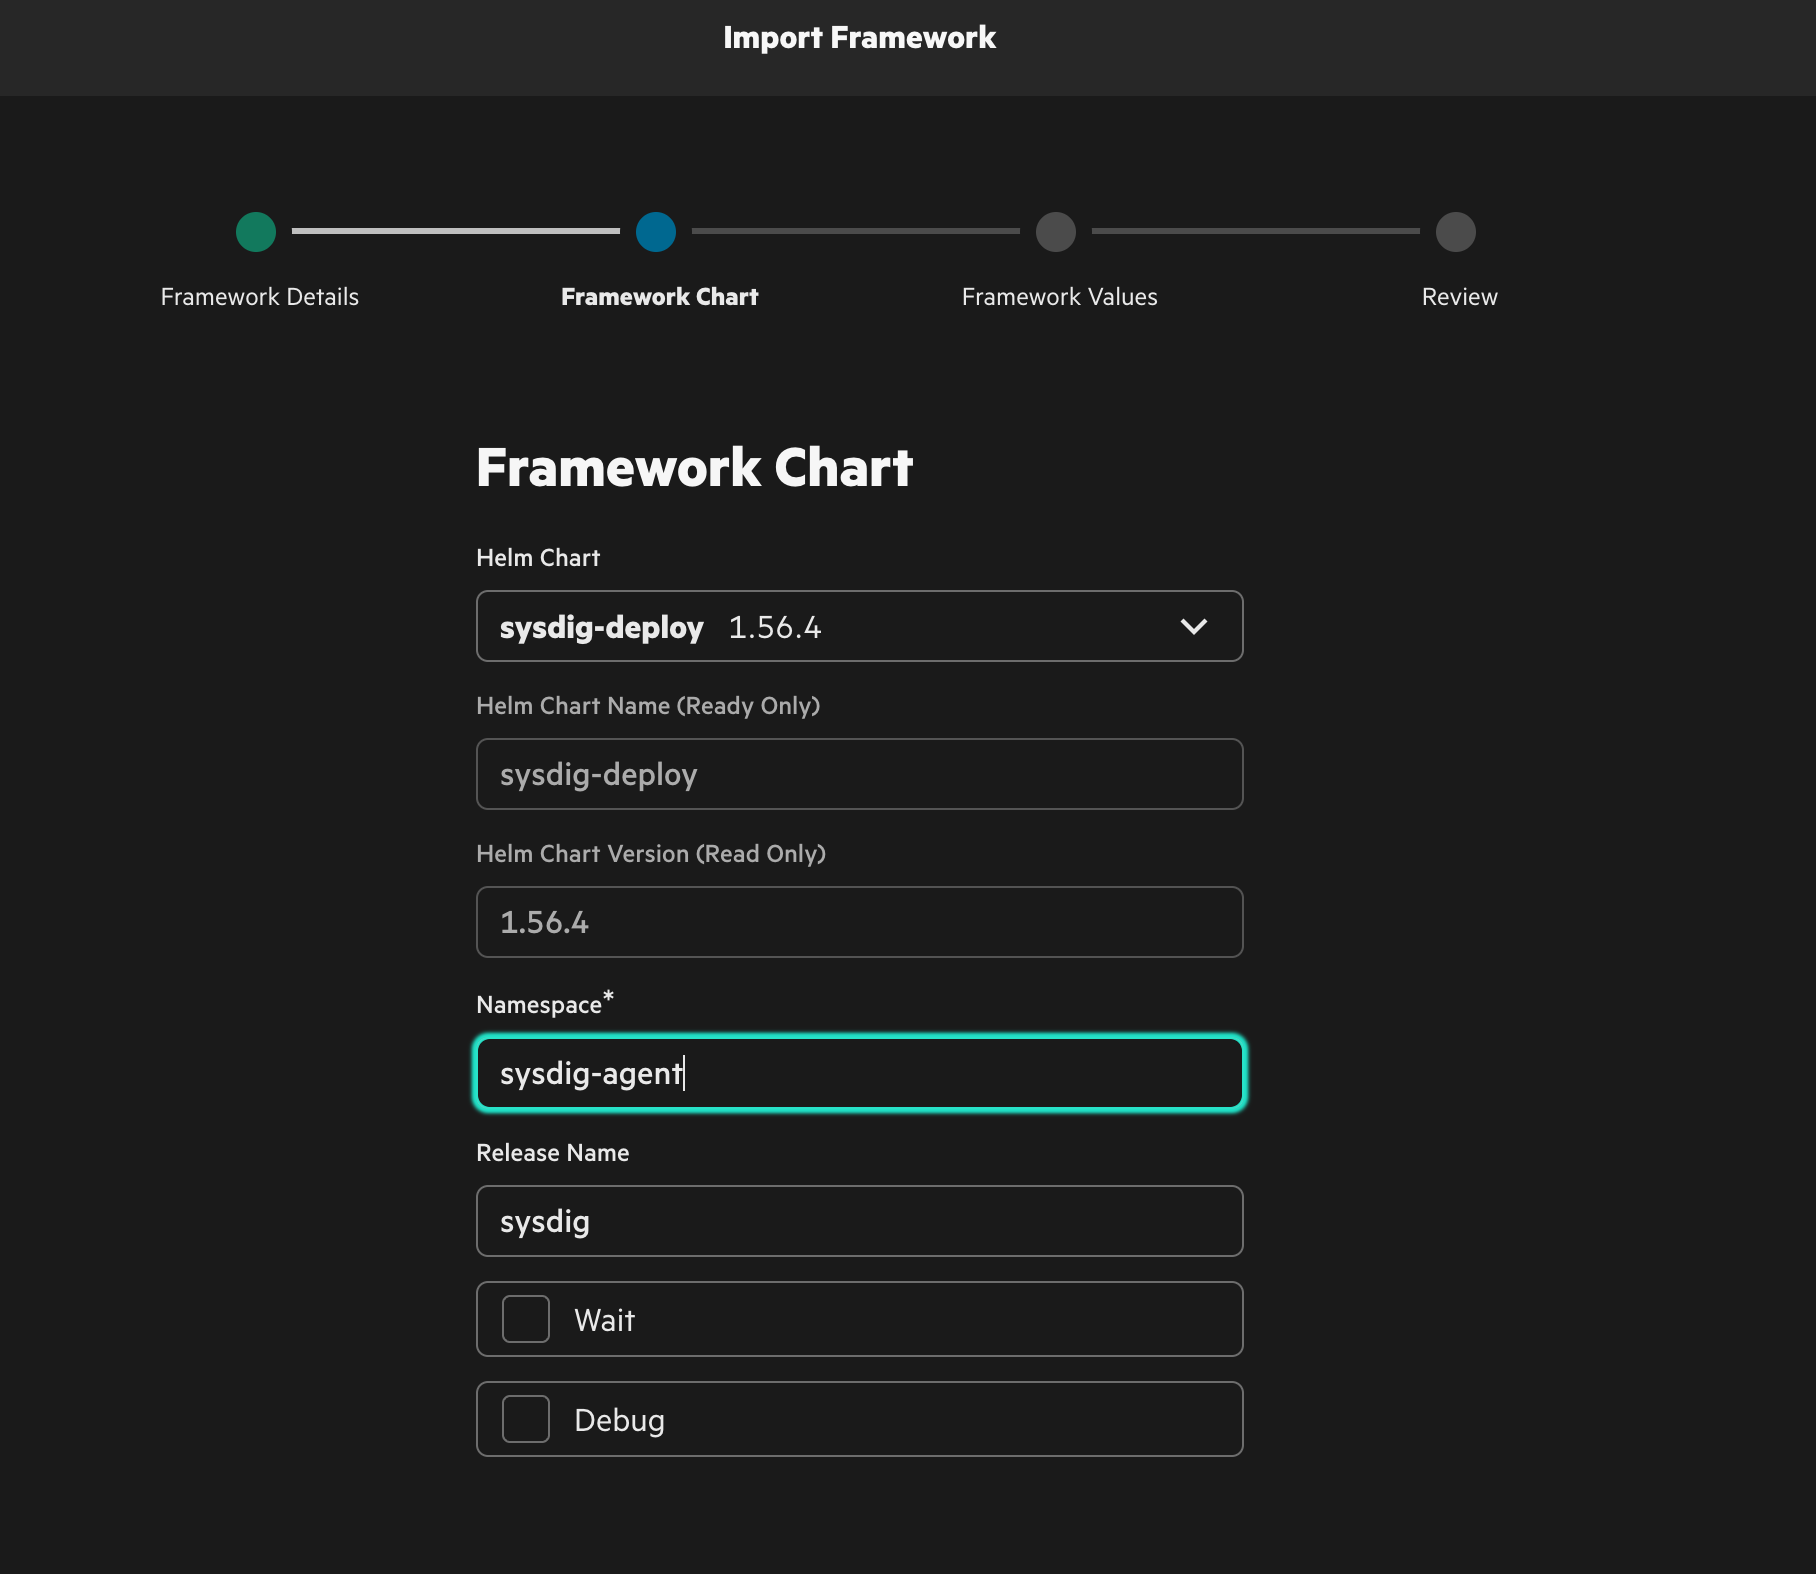 Import Framework
Framework Details
Framework Chart
Framework Values
Review
Framework Chart
Helm Chart
sysdig-deploy 1.56.4
Helm Chart Name (Ready Only)
sysdig-deploy
Helm Chart Version (Read Only)
1.56.4
Namespace*
sysdig-agent
Release Name
sysdig
Wait
Debug